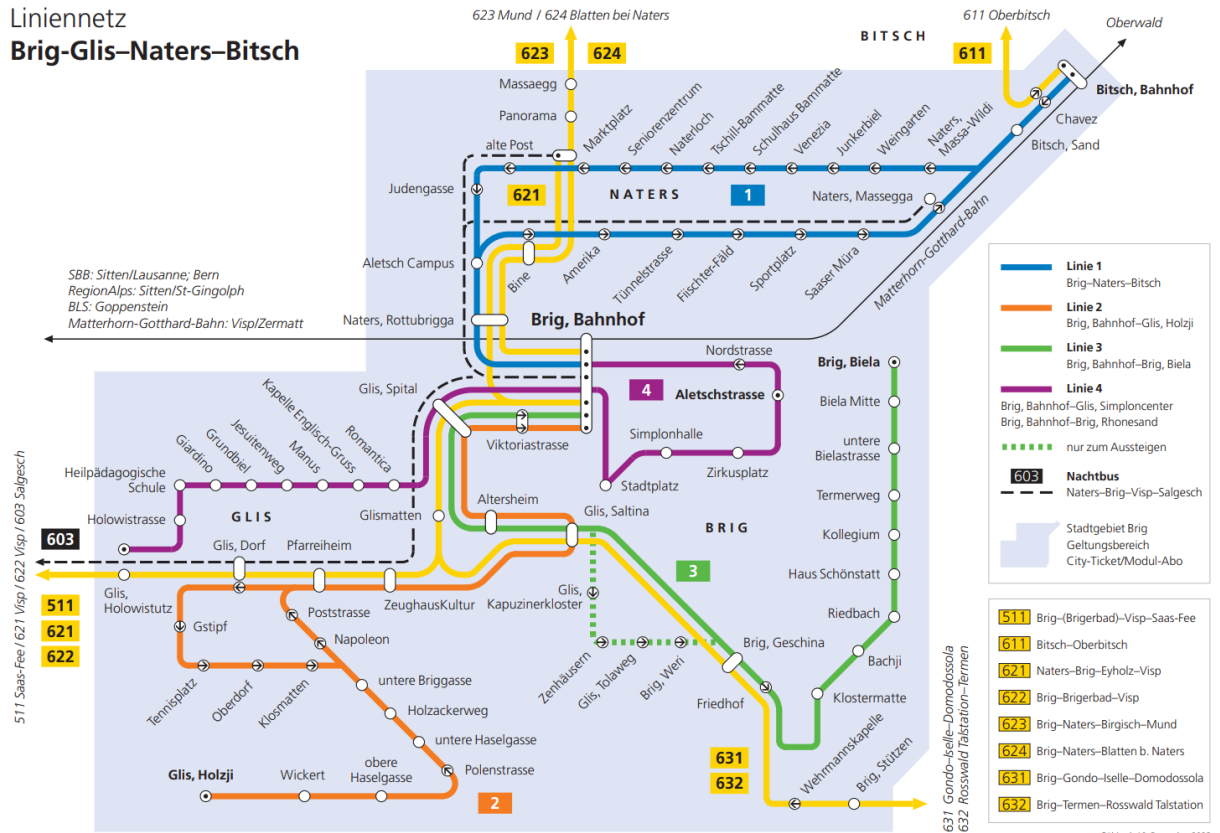 Liniennetz
Brig-Glis–Naters–Bitsch
623 Mund / 624 Blatten bei Naters
611 Oberbitsch
Oberwald
BITSCH
623
624
611
Massaegg
Panorama
alte Post
Marktplatz
Seniorenzentrum
Naterloch
Tschill-Bammatte
Schulhaus Bammatte
Venezia
Junkerbiel
Weingarten
Naters,
Massa-Wildi
Bitsch, Bahnhof
Chavez
Bitsch, Sand
Judengasse
621
NATERS
1
Naters, Massegga
Aletsch Campus
Bine
Amerika
Tünnelstrasse
Fiischter-Fäld
Sportplatz
Saaser Müra
Matterhorn-Gotthard-Bahn
SBB: Sitten/Lausanne; Bern
RegionAlps: Sitten/St-Gingolph
BLS: Goppenstein
Matterhorn-Gotthard-Bahn: Visp/Zermatt
Naters, Rottubrigga
Brig, Bahnhof
Nordstrasse
Brig, Biela
Glis, Spital
4
Aletschstrasse
Biela Mitte
Viktoriastrasse
Simplonhalle
Zirkusplatz
Stadtplatz
untere
Bielastrasse
Termerweg
Kollegium
Haus Schönstatt
Riedbach
Bachji
Klostermatte
Heilpädagogische
Schule
Giardino
Grundbiel
Jesuitenweg
Manus
Kapelle Englisch-Gruss
Romantica
Holowistrasse
GLIS
Glismatten
Altersheim
Glis, Saltina
BRIG
603
Glis, Dorf
Pfarreiheim
3
Glis,
Holowistutz
ZeughausKultur
Glis,
Kapuzinerkloster
511
621
622
511 Saas-Fee / 621 Visp / 622 Visp / 603 Salgesch
Gstipf
Poststrasse
Napoleon
Tennisplatz
Oberdorf
Klosmatten
untere Briggasse
Holzackerweg
untere Haselgasse
Polenstrasse
Glis, Holzji
Wickert
obere
Haselgasse
2
Zenhäusern
Glis, Tolaweg
Brig, Weri
Brig, Geschina
Friedhof
631
632
Wehrmannskapelle
Brig, Stützen
631 Gondo–Iselle–Domodossola
632 Rosswald Talstation–Termen
Linie 1
Brig–Naters–Bitsch
Linie 2
Brig, Bahnhof–Glis, Holzji
Linie 3
Brig, Bahnhof–Brig, Biela
Linie 4
Brig, Bahnhof–Glis, Simploncenter
Brig, Bahnhof–Brig, Rhonesand
nur zum Aussteigen
603 Nachtbus
Naters–Brig–Visp–Salgesch
Stadtgebiet Brig
Geltungsbereich
City-Ticket/Modul-Abo
511 Brig–(Brigerbad)–Visp–Saas-Fee
611 Bitsch–Oberbitsch
621 Naters–Brig–Eyholz–Visp
622 Brig–Brigerbad–Visp
623 Brig–Naters–Birgisch–Mund
624 Brig–Naters–Blatten b. Naters
631 Brig–Gondo–Iselle–Domodossola
632 Brig–Termen–Rosswald Talstation